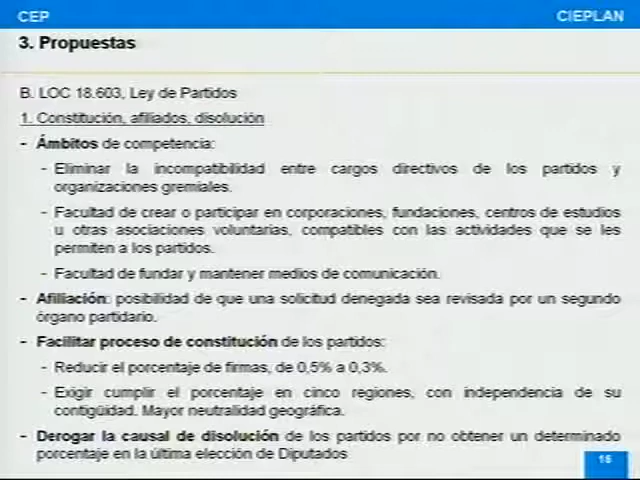 CEP
CIEPLAN
3. Propuestas
B. LOC 18.603, Ley de Partidos
1. Constitución, afiliados, disolución
- Ámbitos de competencia:
- Eliminar la incompatibilidad entre cargos directivos de los partidos y
organizaciones gremiales.
- Facultad de crear o participar en corporaciones, fundaciones, centros de estudios
u otras asociaciones voluntarias, compatibles con las actividades que se les
permiten a los partidos.
- Facultad de fundar y mantener medios de comunicación.
- Afiliación: posibilidad de que una solicitud denegada sea revisada por un segundo
órgano partidario.
- Facilitar proceso de constitución de los partidos:
- Reducir el porcentaje de firmas, de 0,5% a 0,3%.
- Exigir cumplir el porcentaje en cinco regiones, con independencia de su
contigüidad. Mayor neutralidad geográfica.
- Derogar la causal de disolución de los partidos por no obtener un determinado
porcentaje en la última elección de Diputados
16